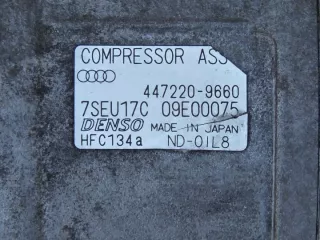 COMPRESSOR ASS
447220-9660
7SEU17C 09E00075
DENSO MADE IN JAPAN
HFC134a ND-OIL8